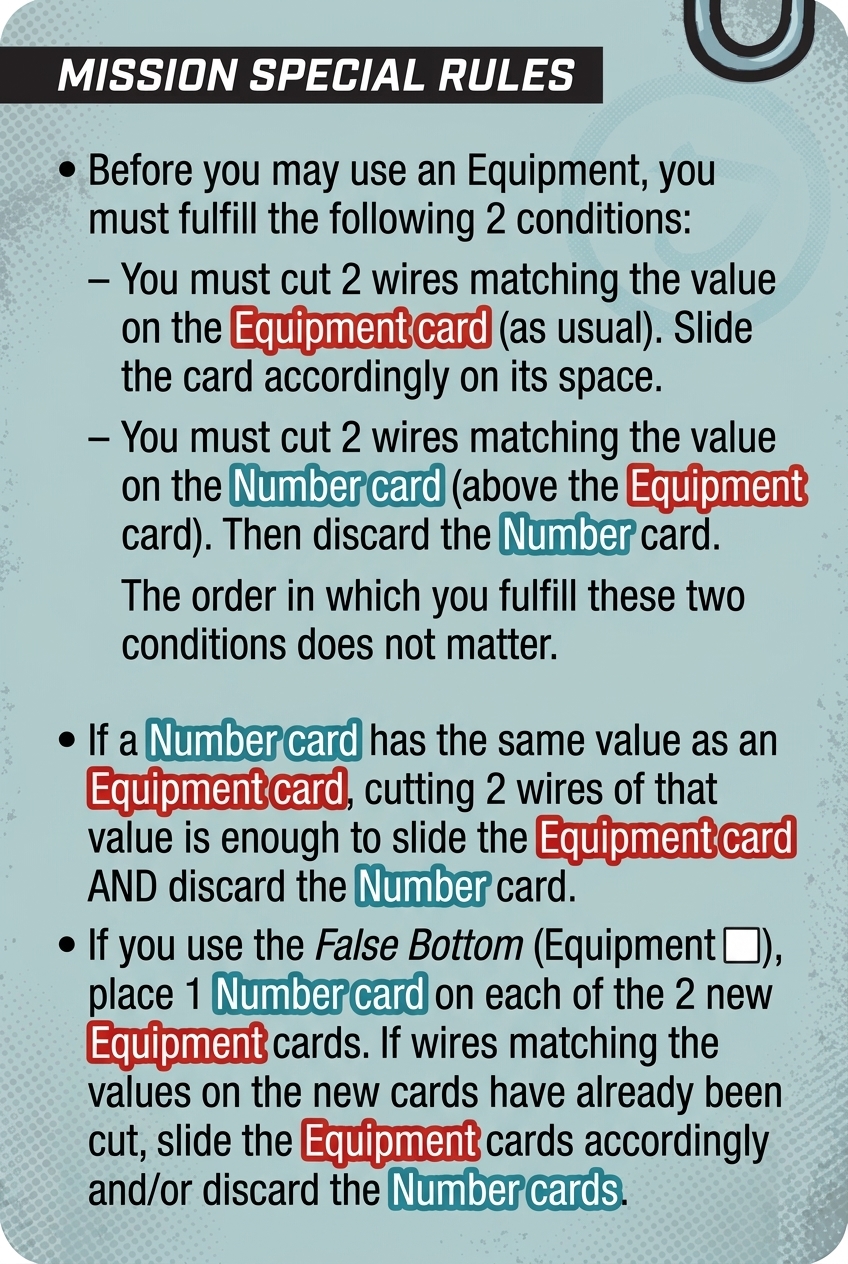 MISSION SPECIAL RULES
• Before you may use an Equipment, you
must fulfill the following 2 conditions:
– You must cut 2 wires matching the value
on the Equipment card (as usual). Slide
the card accordingly on its space.
– You must cut 2 wires matching the value
on the Number card (above the Equipment
card). Then discard the Number card.
The order in which you fulfill these two
conditions does not matter.
• If a Number card has the same value as an
Equipment card, cutting 2 wires of that
value is enough to slide the Equipment card
AND discard the Number card.
• If you use the False Bottom (Equipment ),
place 1 Number card on each of the 2 new
Equipment cards. If wires matching the
values on the new cards have already been
cut, slide the Equipment cards accordingly
and/or discard the Number cards.